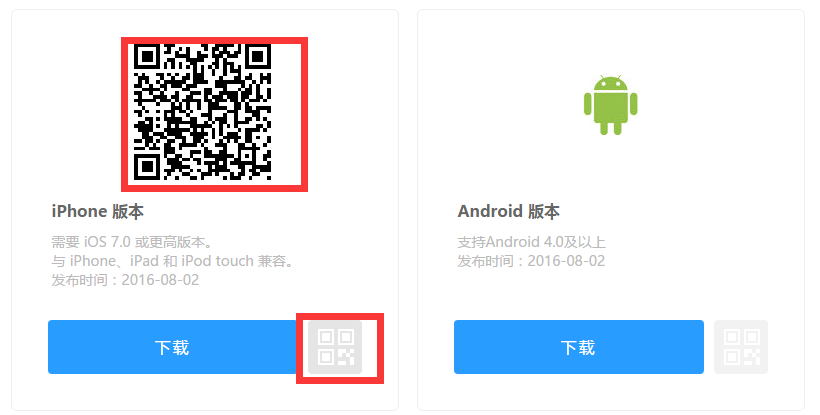 iPhone 版本
需要 iOS 7.0 或更高版本。
与 iPhone、iPad 和 iPod touch 兼容。
发布时间：2016-08-02
下载
Android 版本
支持Android 4.0及以上
发布时间：2016-08-02
下载